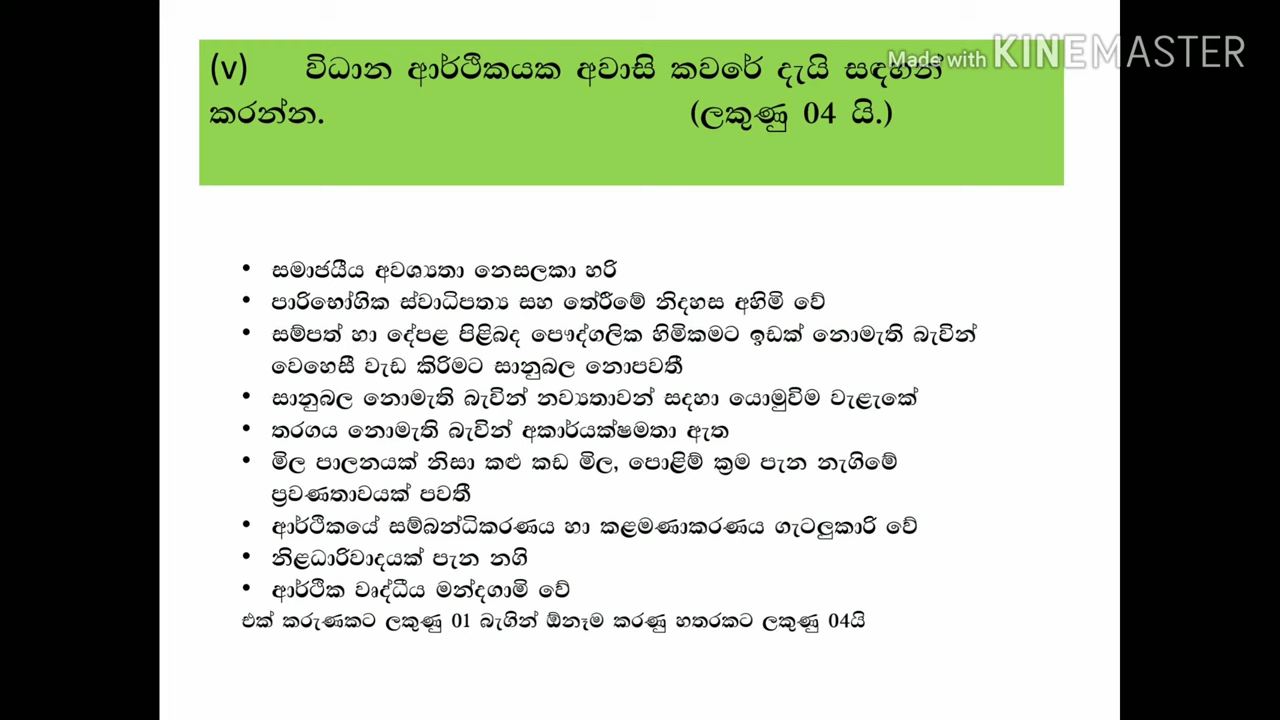 Made with KINEMASTER
(v) විධාන ආර්ථිකයක අවාසි කවරේ දැයි සඳහන්
කරන්න. (ලකුණු 04 යි.)
• සමාජයීය අවශ්‍යතා නෙසලකා හරි
• පාරිභෝගික ස්වාධිපත්‍ය සහ තේරීමේ නිදහස අහිමි වේ
• සම්පත් හා දේපළ පිළිබද පෞද්ගලික හිමිකමට ඉඩක් නොමැති බැවින්
වෙහෙසී වැඩ කිරිමට සානුබල නොපවතී
• සානුබල නොමැති බැවින් නව්‍යතාවන් සදහා යොමුවිම වැළැකේ
• තරගය නොමැති බැවින් අකාර්යක්ෂමතා ඇත
• මිල පාලනයක් නිසා කළු කඩ මිල, පොළිම් ක්‍රම පැන නැගිමේ
ප්‍රවණතාවයක් පවතී
• ආර්ථිකයේ සම්බන්ධිකරණය හා කළමණාකරණය ගැටලුකාරි වේ
• නිළධාරිවාදයක් පැන නගි
• ආර්ථික වෘද්ධීය මන්දගාමි වේ
එක් කරුණකට ලකුණු 01 බැගින් ඕනෑම කරණු හතරකට ලකුණු 04යි